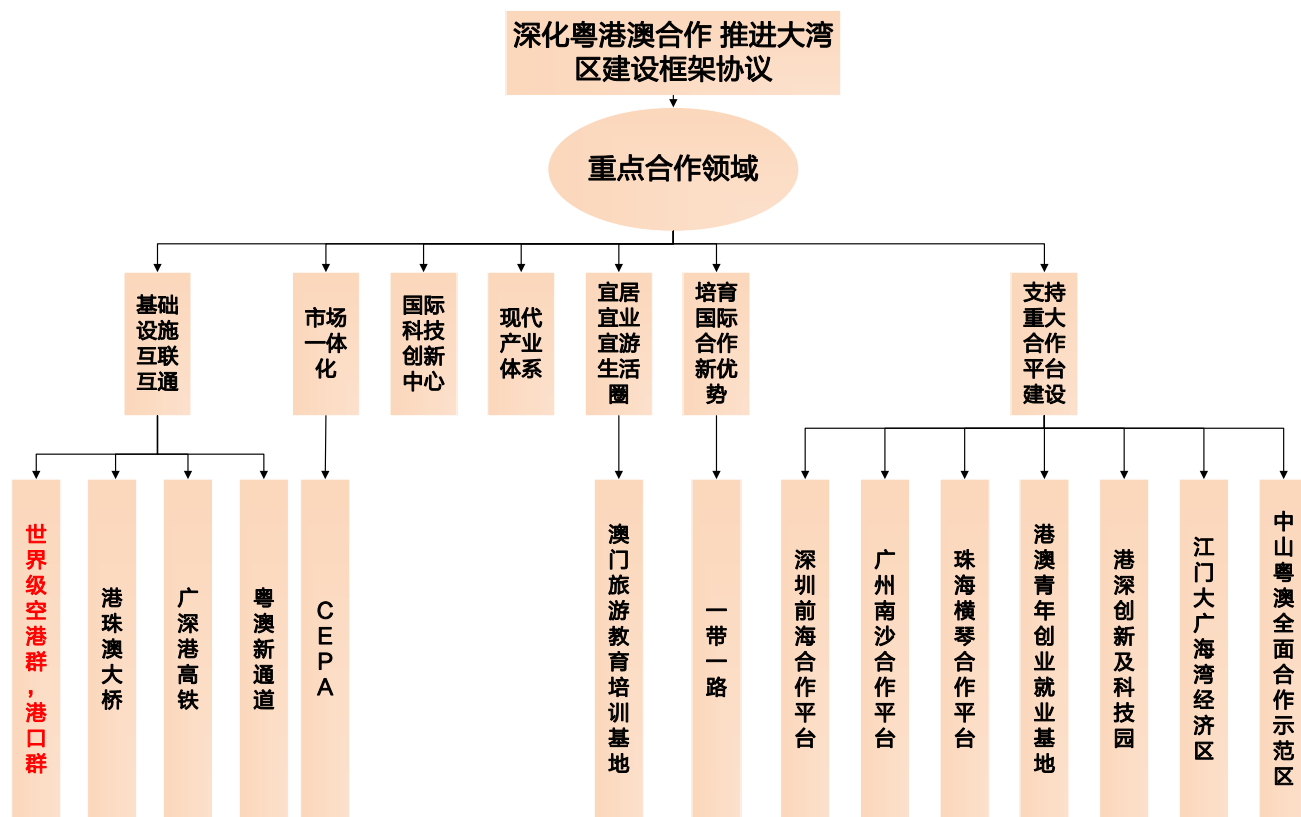 深化粤港澳合作 推进大湾
区建设框架协议
重点合作领域
基础
设施
互联
互通
市场
一体
化
国际
科技
创新
中心
现代
产业
体系
宜居
宜业
宜游
生活
圈
培育
国际
合作
新优
势
支持
重大
合作
平台
建设
世界级空港群，港口群
港珠澳大桥
广深港高铁
粤澳新通道
CEPA
澳门旅游教育培训基地
一带一路
深圳前海合作平台
广州南沙合作平台
珠海横琴合作平台
港澳青年创业就业基地
港深创新及科技园
江门大广海湾经济区
中山粤澳全面合作示范区